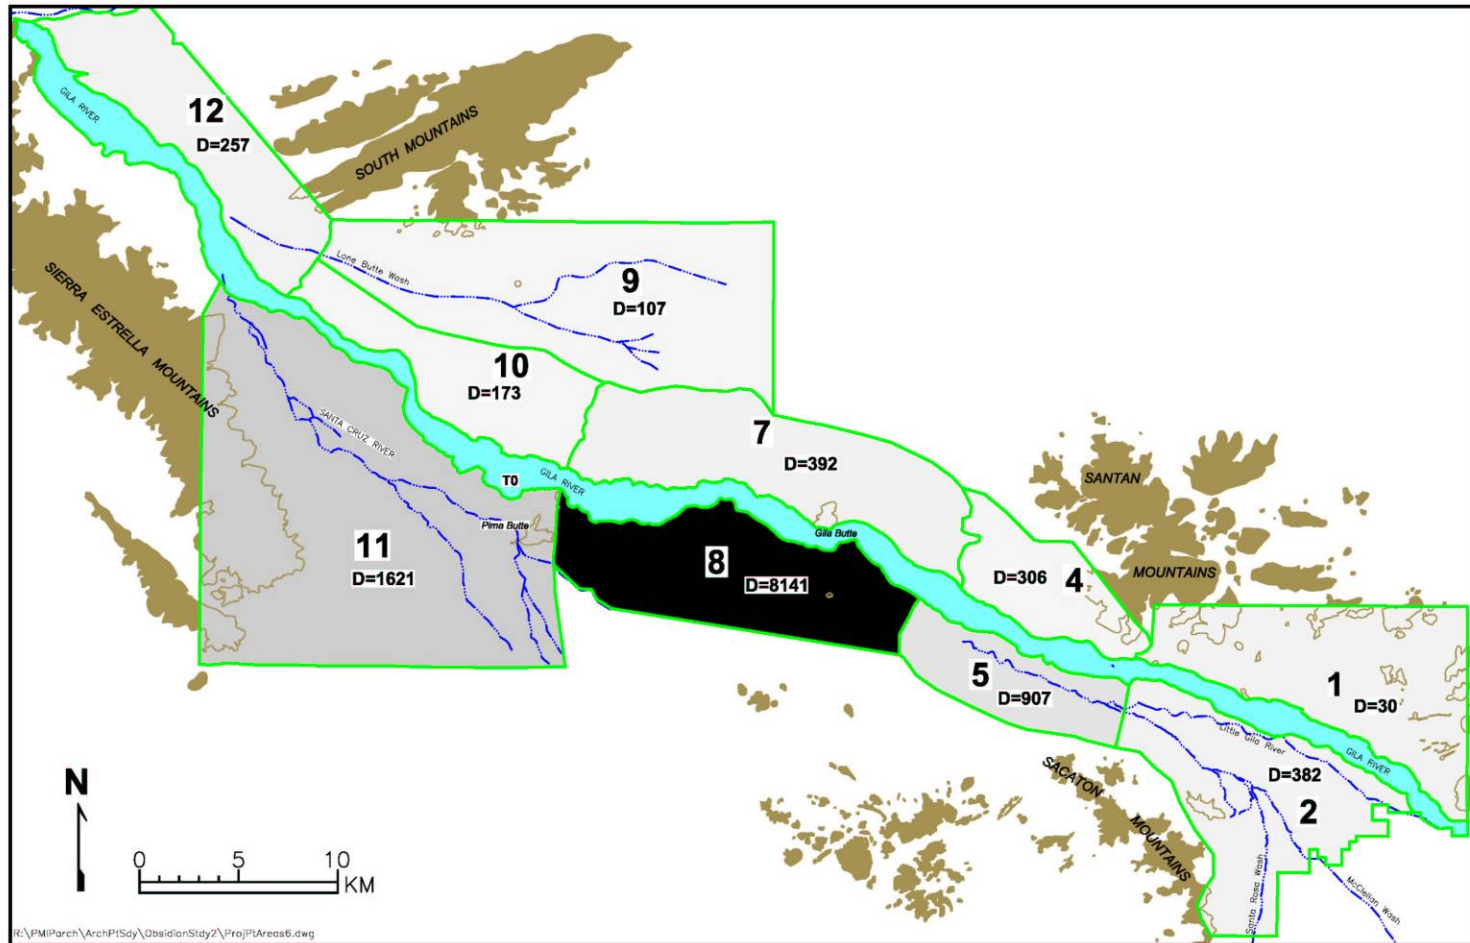 GILA RIVER
12
D=257
SOUTH MOUNTAINS
SIERRA ESTRELLA MOUNTAINS
Lone Butte Wash
9
D=107
10
D=173
SANTA CRUZ RIVER
7
D=392
T0
GILA RIVER
Pima Butte
Gila Butte
SANTAN
MOUNTAINS
11
D=1621
8
D=8141
D=306
4
5
D=907
1
D=30
Little Gila River
GILA RIVER
D=382
2
SACATON
MOUNTAINS
Santa Rosa Wash
McClellan Wash
N
0 5 10
KM
R:\PMIParch\ArchPtSdy\ObsidianStdy2\ProjPtAreas6.dwg